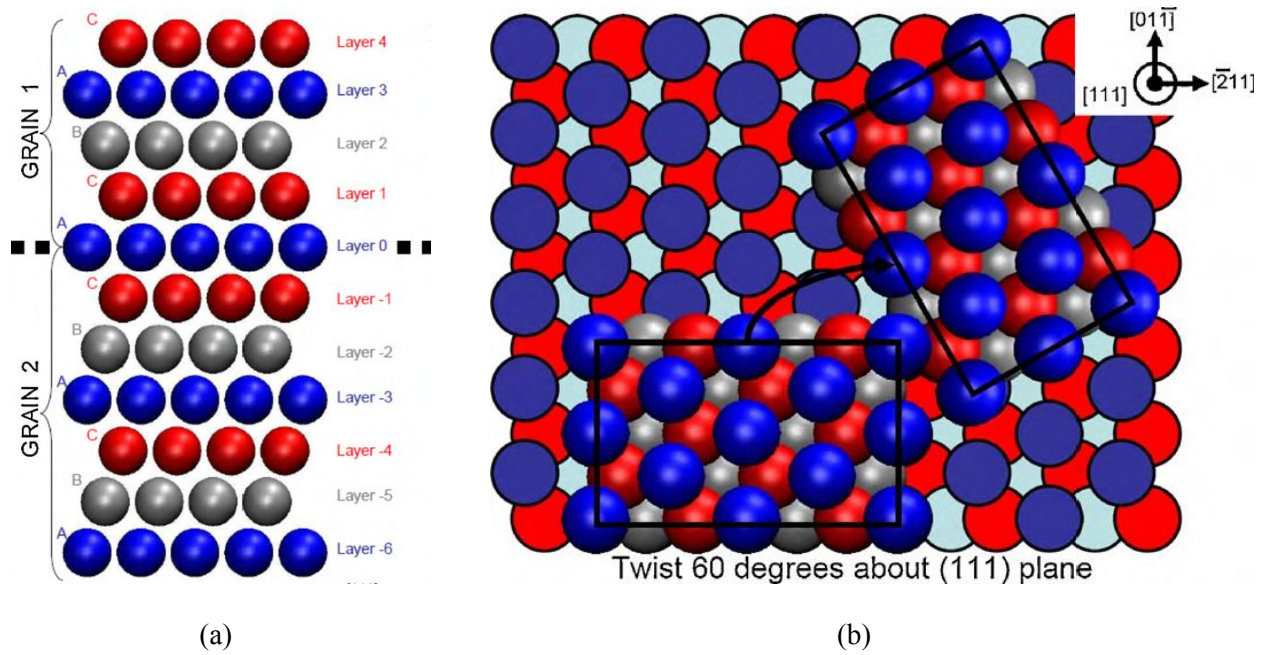 GRAIN 1
GRAIN 2
C
Layer 4
A
Layer 3
B
Layer 2
C
Layer 1
A
Layer 0
C
Layer -1
B
Layer -2
A
Layer -3
C
Layer -4
B
Layer -5
A
Layer -6
(a)
[011̄]
[111]
[2̄11]
Twist 60 degrees about (111) plane
(b)